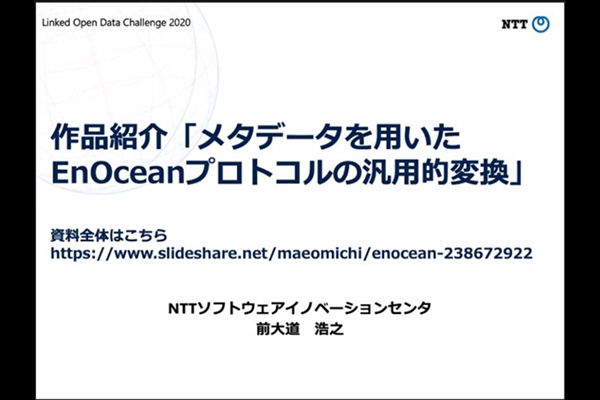 Linked Open Data Challenge 2020
NTT
作品紹介「メタデータを用いた
EnOceanプロトコルの汎用的変換」
資料全体はこちら
https://www.slideshare.net/maeomichi/enocean-238672922
NTTソフトウェアイノベーションセンタ
前大道　浩之